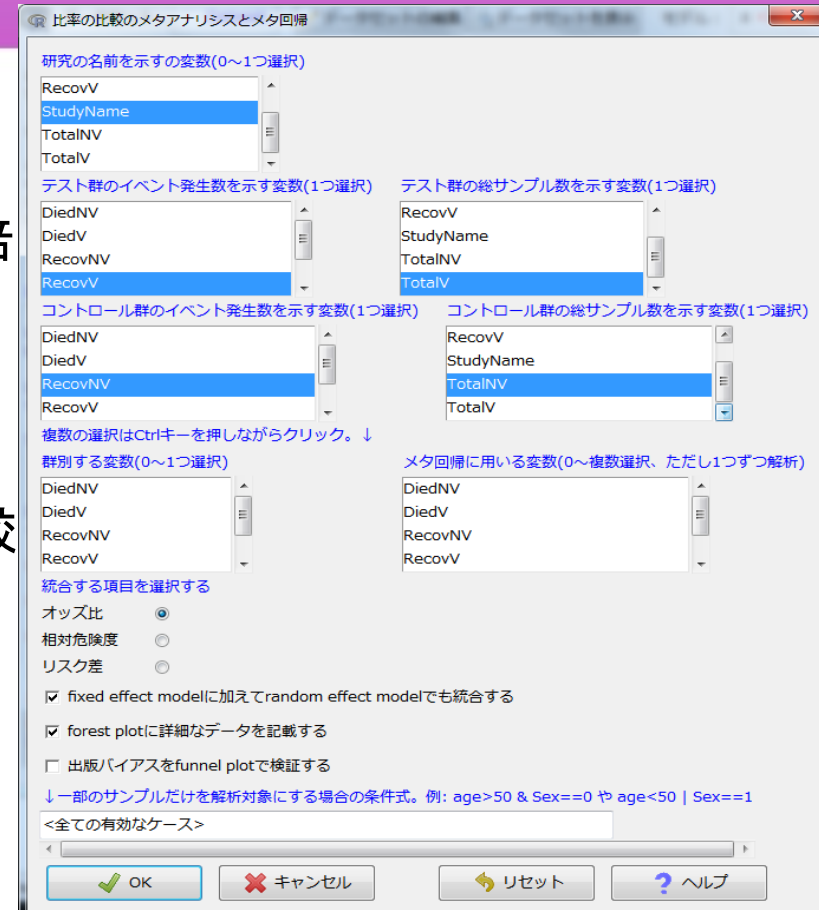 比率の比較のメタアナリシスとメタ回帰
研究の名前を示すの変数(0～1つ選択)
RecovV
StudyName
TotalNV
TotalV
テスト群のイベント発生数を示す変数(1つ選択) テスト群の総サンプル数を示す変数(1つ選択)
DiedNV RecovV
DiedV StudyName
RecovNV TotalNV
RecovV TotalV
コントロール群のイベント発生数を示す変数(1つ選択) コントロール群の総サンプル数を示す変数(1つ選択)
DiedNV RecovV
DiedV StudyName
RecovNV TotalNV
RecovV TotalV
複数の選択はCtrlキーを押しながらクリック。↓
群別する変数(0～1つ選択) メタ回帰に用いる変数(0～複数選択、ただし1つずつ解析)
DiedNV DiedNV
DiedV DiedV
RecovNV RecovNV
RecovV RecovV
統合する項目を選択する
オッズ比
相対危険度
リスク差
fixed effect modelに加えてrandom effect modelでも統合する
forest plotに詳細なデータを記載する
出版バイアスをfunnel plotで検証する
↓一部のサンプルだけを解析対象にする場合の条件式。例: age>50 & Sex==0 や age<50 | Sex==1
<全ての有効なケース>
OK キャンセル リセット ヘルプ